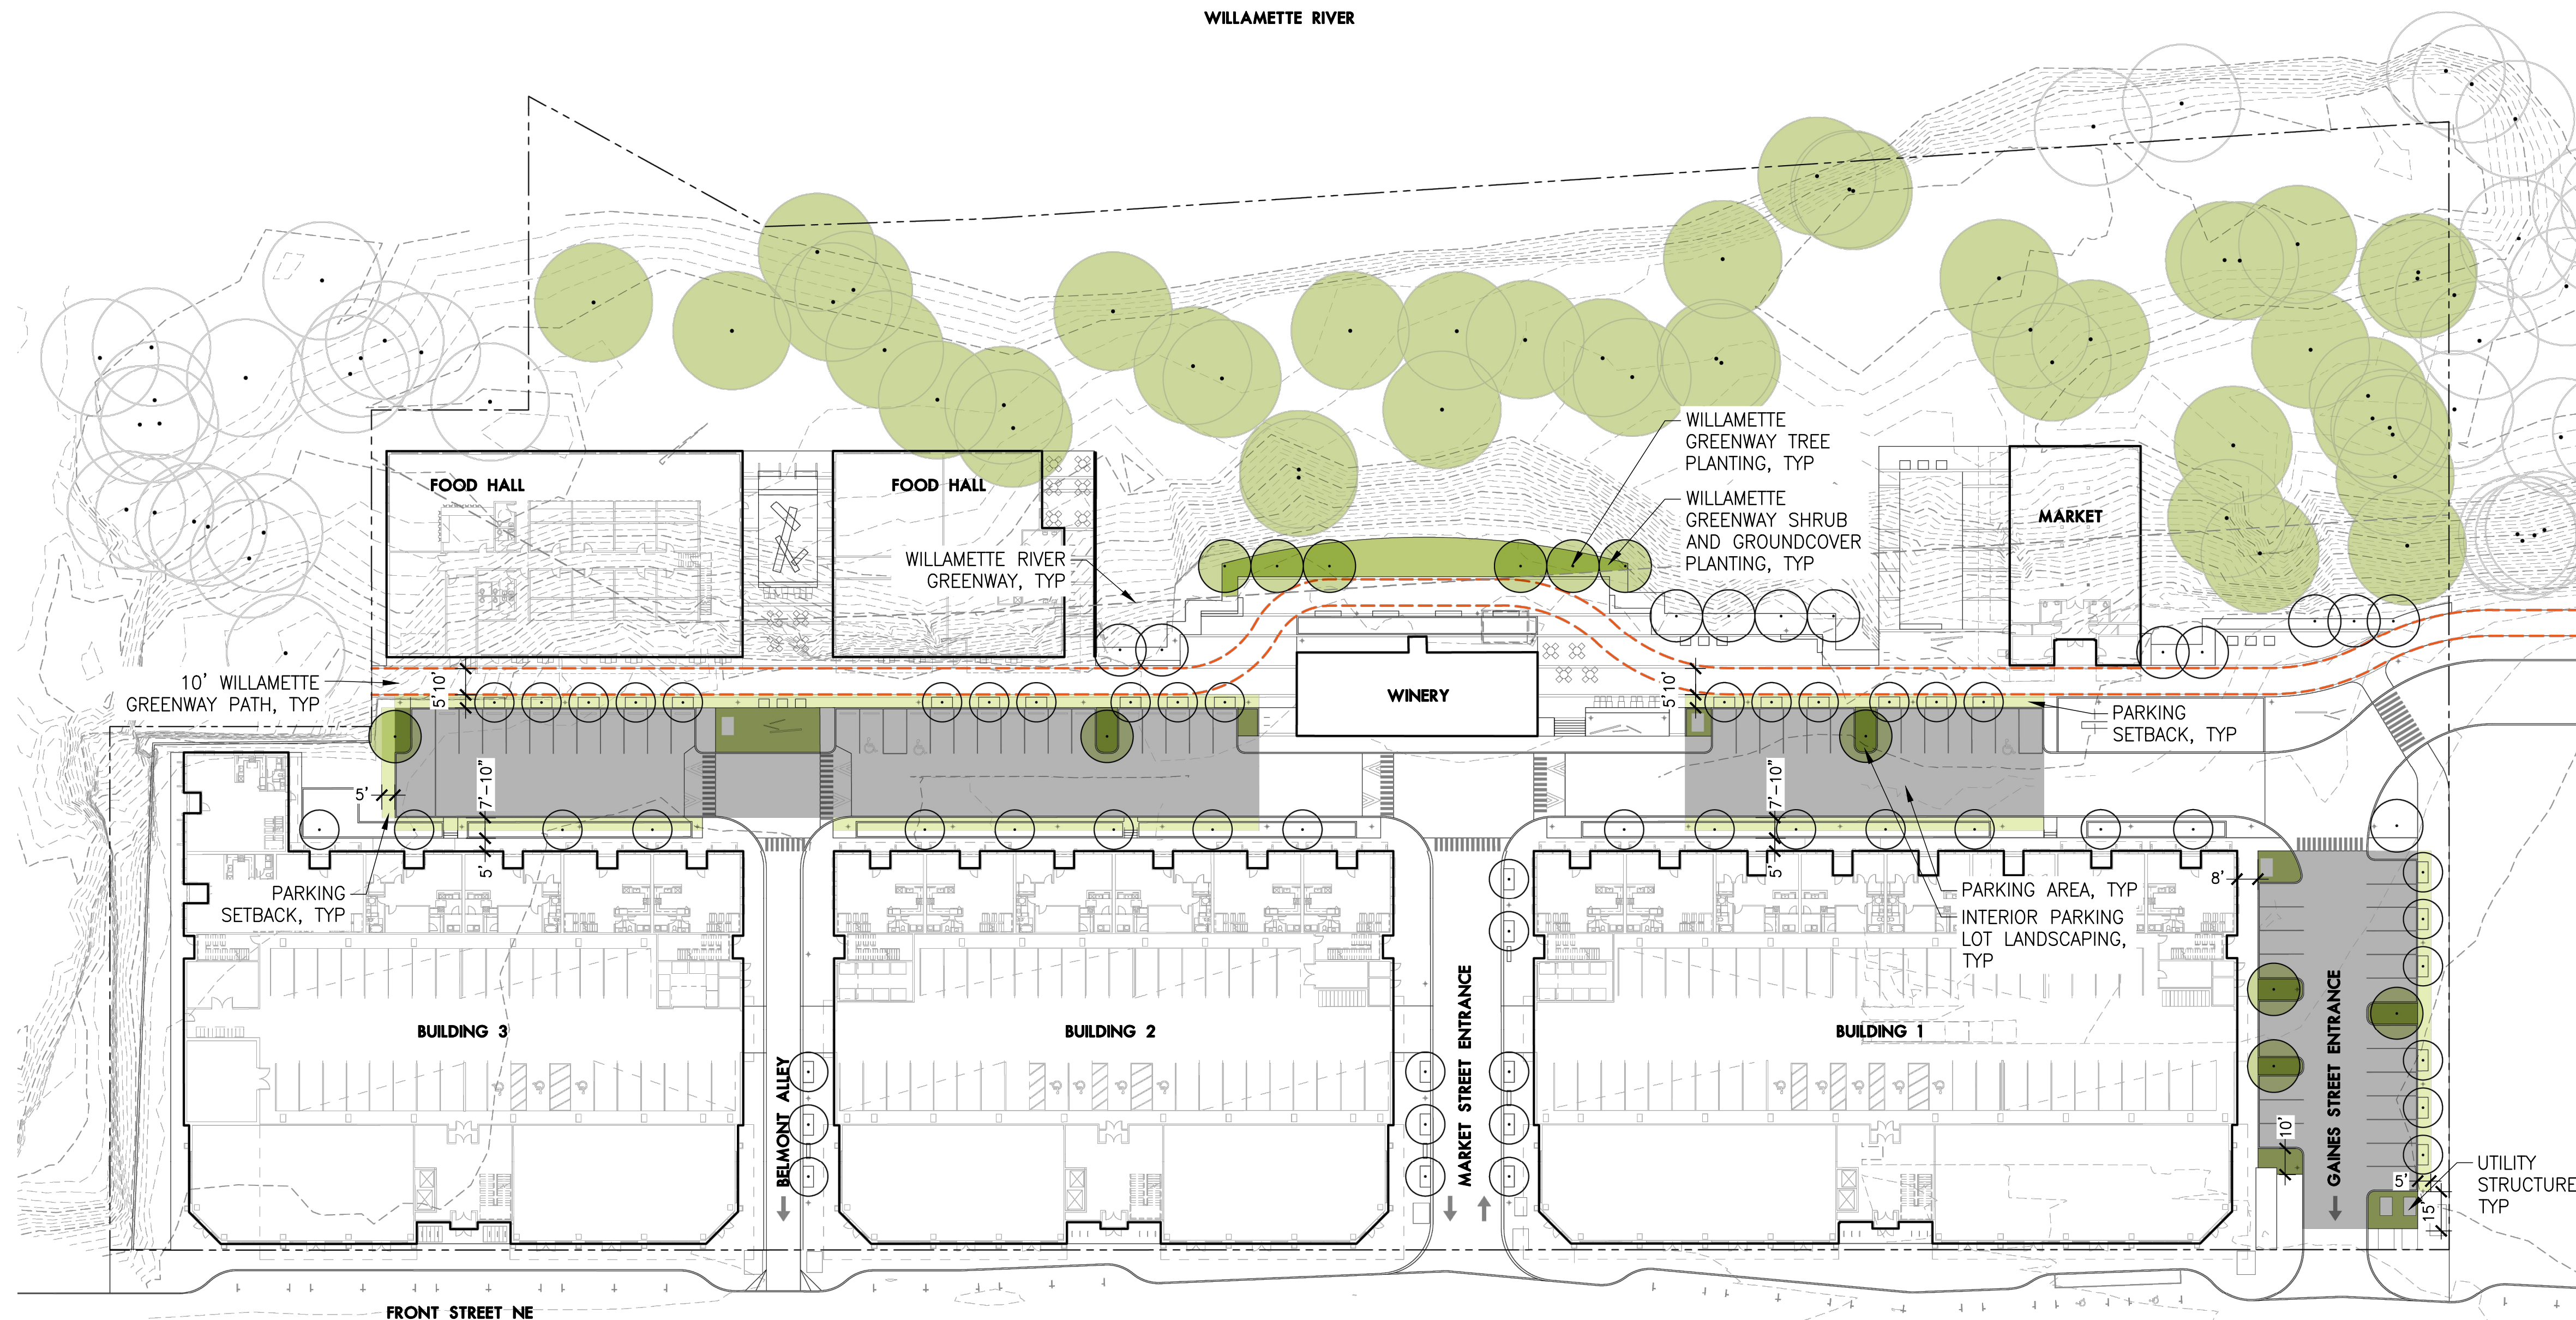 WILLAMETTE RIVER
WILLAMETTE
GREENWAY TREE
PLANTING, TYP
FOOD HALL
FOOD HALL
WILLAMETTE
GREENWAY SHRUB
AND GROUNDCOVER
PLANTING, TYP
MARKET
WILLAMETTE RIVER
GREENWAY, TYP
10' WILLAMETTE
GREENWAY PATH, TYP
10'
5'
WINERY
10'
5'
PARKING
SETBACK, TYP
5'
7'-10"
7'-10"
5'
5'
PARKING
SETBACK, TYP
PARKING AREA, TYP
INTERIOR PARKING
LOT LANDSCAPING,
TYP
8'
BUILDING 3
BELMONT ALLEY
BUILDING 2
MARKET STREET ENTRANCE
BUILDING 1
GAINES STREET ENTRANCE
10'
5'
15'
UTILITY
STRUCTURE
TYP
FRONT STREET NE